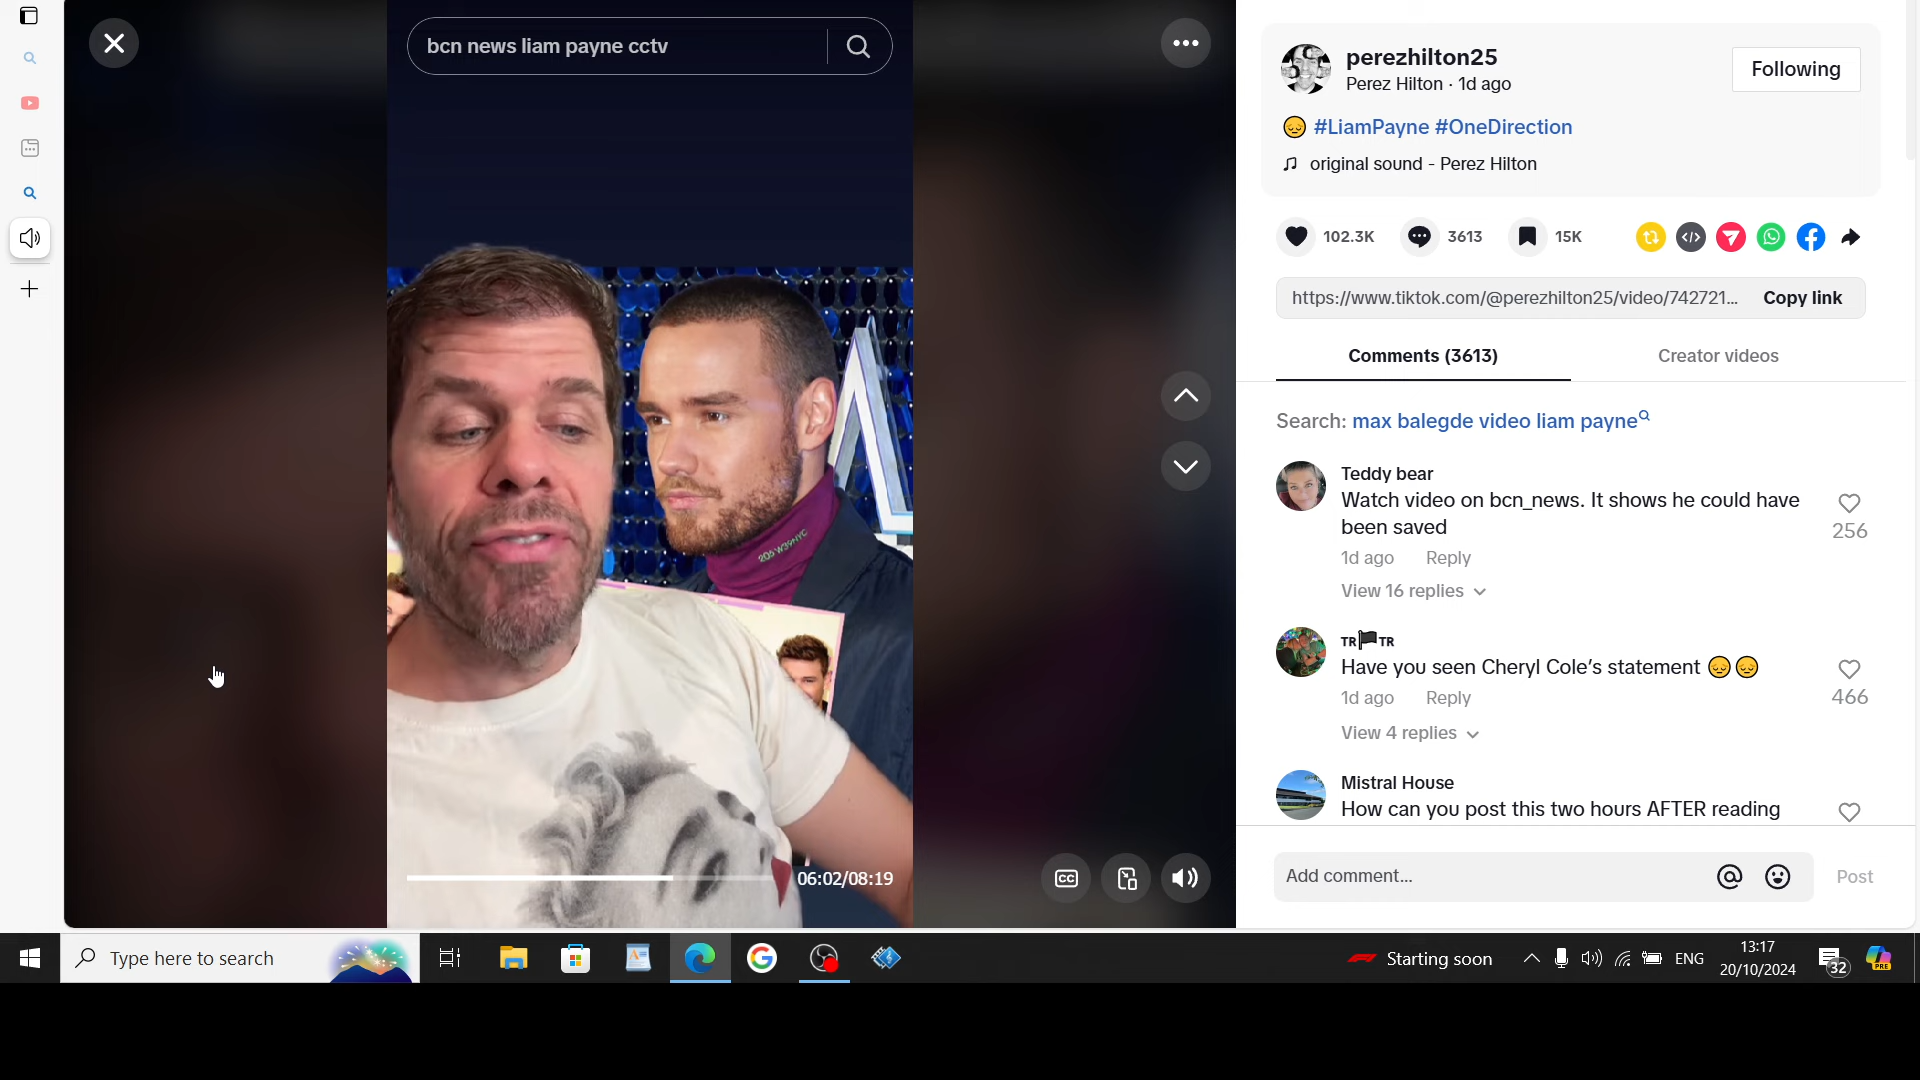 bcn news liam payne cctv
205 W39NYC
06:02/08:19
perezhilton25
Perez Hilton · 1d ago
Following
😔 #LiamPayne #OneDirection
original sound - Perez Hilton
102.3K
3613
15K
https://www.tiktok.com/@perezhilton25/video/742721...
Copy link
Comments (3613)
Creator videos
Search: max balegde video liam payne
Teddy bear
Watch video on bcn_news. It shows he could have
been saved
256
1d ago Reply
View 16 replies
TR🏴TR
Have you seen Cheryl Cole's statement 😔😔
466
1d ago Reply
View 4 replies
Mistral House
How can you post this two hours AFTER reading
Add comment...
Post
CC
Type here to search
Starting soon
ENG
13:17
20/10/2024
32
PRE